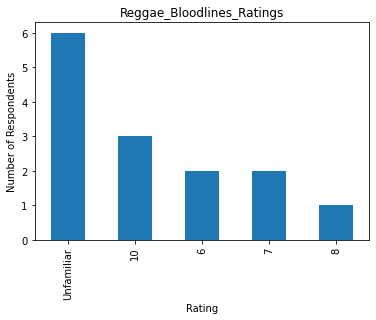 Reggae_Bloodlines_Ratings
Number of Respondents
6
5
4
3
2
1
0
Unfamiliar
10
6
7
8
Rating